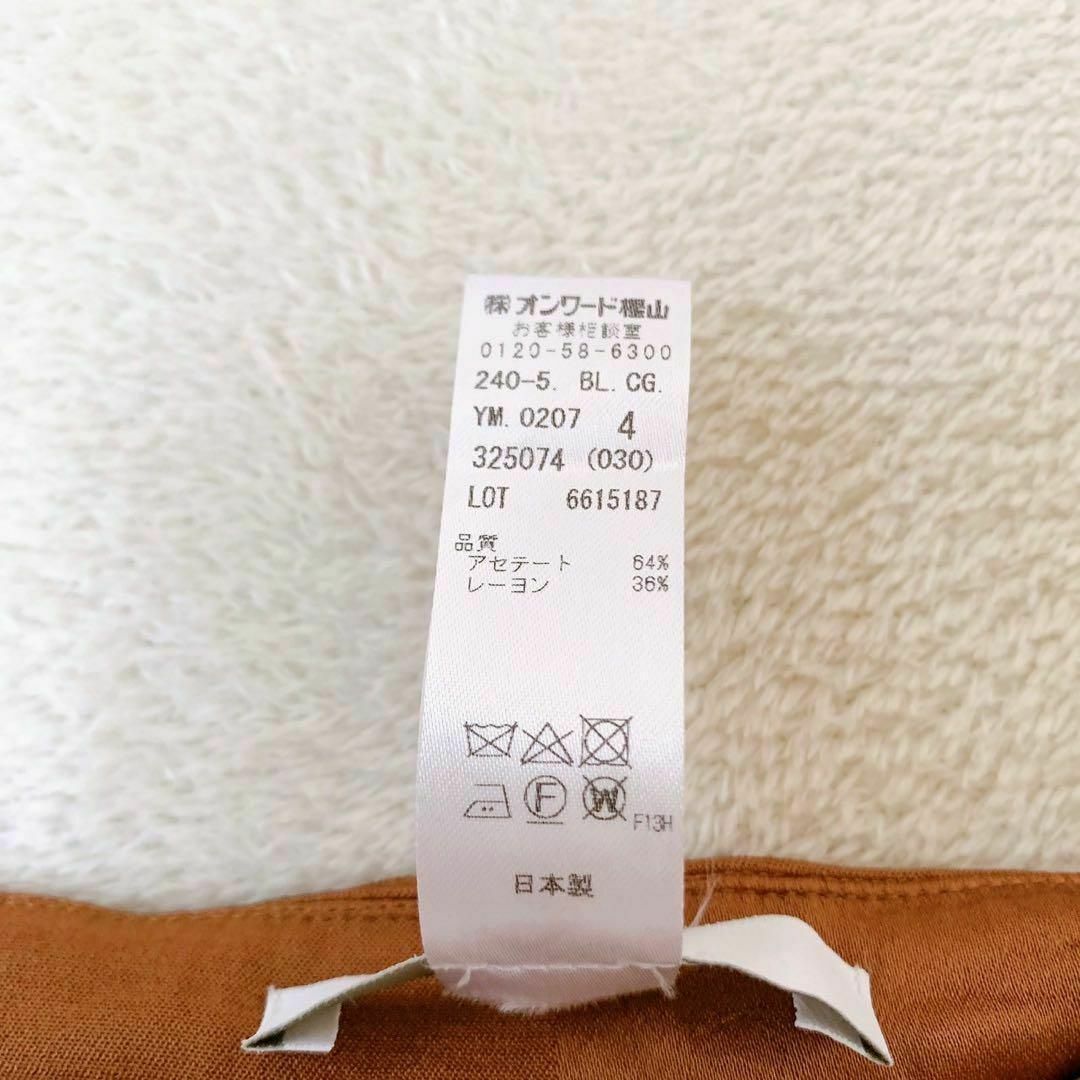 ㈱オンワード樫山
お客様相談室
0120-58-6300
240-5. BL.CG.
YM.0207 4
325074 (030)
LOT 6615187
品質
アセテート 64%
レーヨン 36%
F
W
F13H
日本製